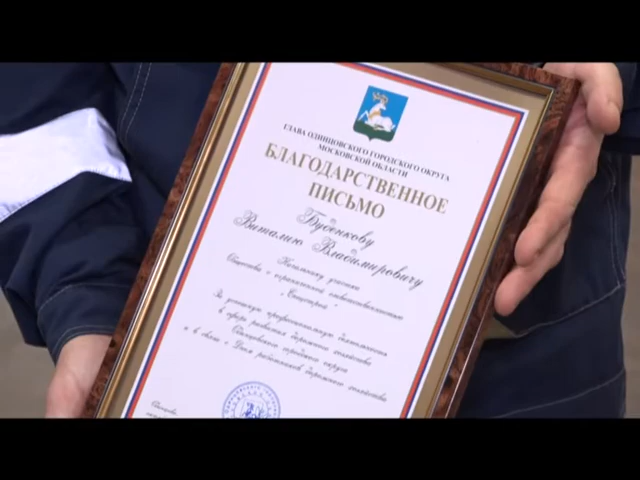 ГЛАВА ОДИНЦОВСКОГО ГОРОДСКОГО ОКРУГА
МОСКОВСКОЙ ОБЛАСТИ
БЛАГОДАРСТВЕННОЕ
ПИСЬМО
Буденкову
Виталию Владимировичу
Начальнику участка
Общества с ограниченной ответственностью
"Спецстрой"
За успешную профессиональную деятельность
в сфере развития дорожного хозяйства
Одинцовского городского округа
и в связи с Днем работников дорожного хозяйства